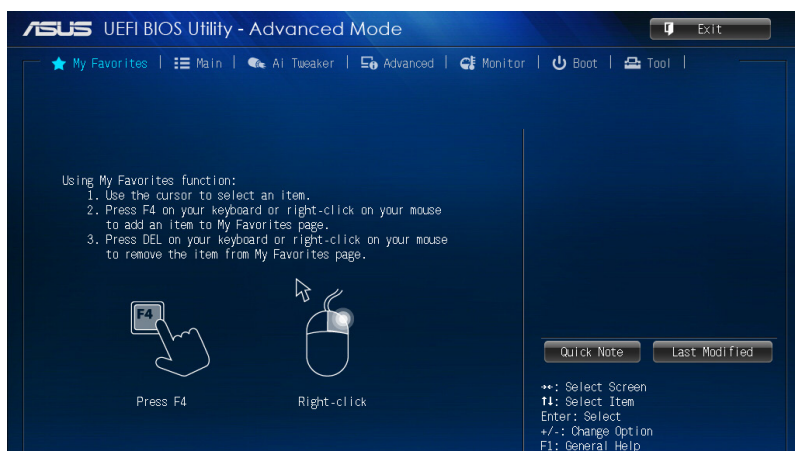 ASUS UEFI BIOS Utility - Advanced Mode
Exit
My Favorites | Main | Ai Tweaker | Advanced | Monitor | Boot | Tool |
Using My Favorites function:
1. Use the cursor to select an item.
2. Press F4 on your keyboard or right-click on your mouse
to add an item to My Favorites page.
3. Press DEL on your keyboard or right-click on your mouse
to remove the item from My Favorites page.
F4
Press F4
Right-click
Quick Note
Last Modified
→←: Select Screen
↑↓: Select Item
Enter: Select
+/-: Change Option
F1: General Help